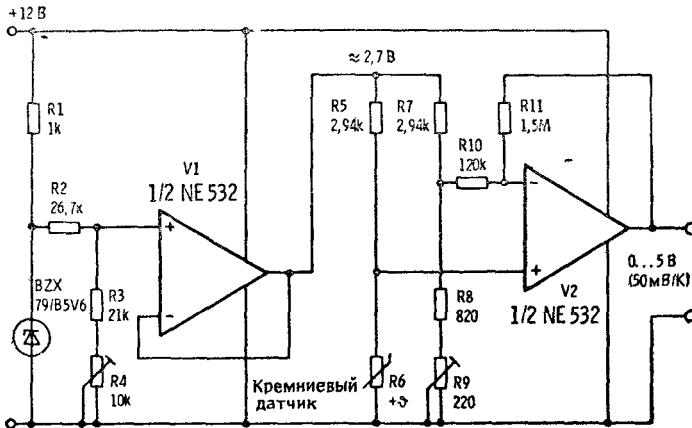 +12 В
≈ 2,7 В
R1
1k
R5
2,94k
R7
2,94k
R11
1,5M
R10
120k
V1
1/2 NE 532
R2
26,7к
+
−
−
+
R3
21k
BZX
79/B5V6
R4
10k
Кремниевый
датчик
R6
+ϑ
R8
820
R9
220
V2
1/2 NE 532
0...5 В
(50мВ/К)